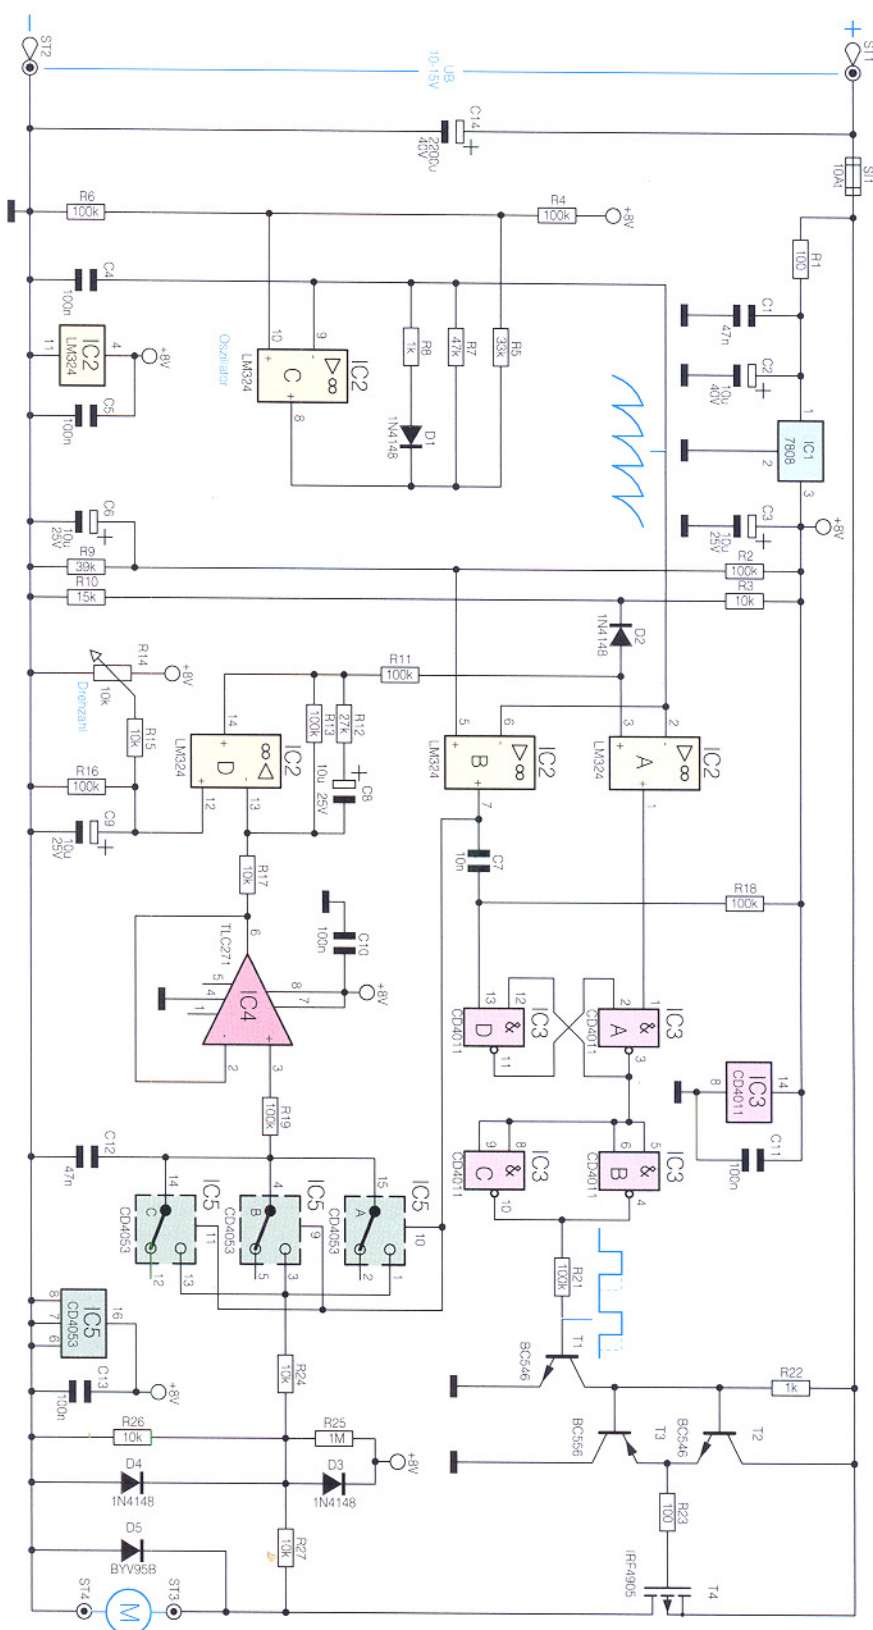 ST1
+
SI1
10At
R1
100
C1
47n
C2
10u
40V
+
1
IC1
7808
2
3
C3
10u
25V
+
+8V
UB
10-15V
C14
2200u
40V
+
ST2
-
R4
100k
+8V
R6
100k
R5
33k
R7
47k
R8
1k
D1
1N4148
C4
100n
IC2
C
LM324
▷∞
9
-
10
+
8
Oszillator
IC2
LM324
4
11
+8V
C5
100n
C6
10u
25V
+
R2
100k
R3
10k
R9
39k
R10
15k
D2
1N4148
R11
100k
IC2
A
LM324
▷∞
2
-
3
+
1
IC2
B
LM324
▷∞
6
-
5
+
7
C7
10n
R18
100k
R12
27k
R13
100k
C8
10u
25V
+
IC2
D
LM324
▷∞
14
13
-
12
+
R14
10k
+8V
Drehzahl
R15
10k
R16
100k
C9
10u
25V
+
R17
10k
C10
100n
+8V
IC4
TLC271
6
5
4
1
8
7
3
+
2
-
R19
100k
C12
47n
IC3
A
&
CD4011
1
2
3
IC3
D
&
CD4011
12
13
11
IC3
CD4011
14
8
C11
100n
IC3
B
&
CD4011
5
6
4
IC3
C
&
CD4011
8
9
10
IC5
A
CD4053
15
10
1
2
IC5
B
CD4053
4
9
3
5
IC5
C
CD4053
14
11
13
12
IC5
CD4053
16
8
7
6
+8V
C13
100n
R21
100k
T1
BC546
R22
1k
T2
BC546
T3
BC556
R23
100
T4
IRF4905
R24
10k
R25
1M
+8V
R26
10k
D3
1N4148
D4
1N4148
R27
10k
D5
BYV95B
ST3
M
ST4